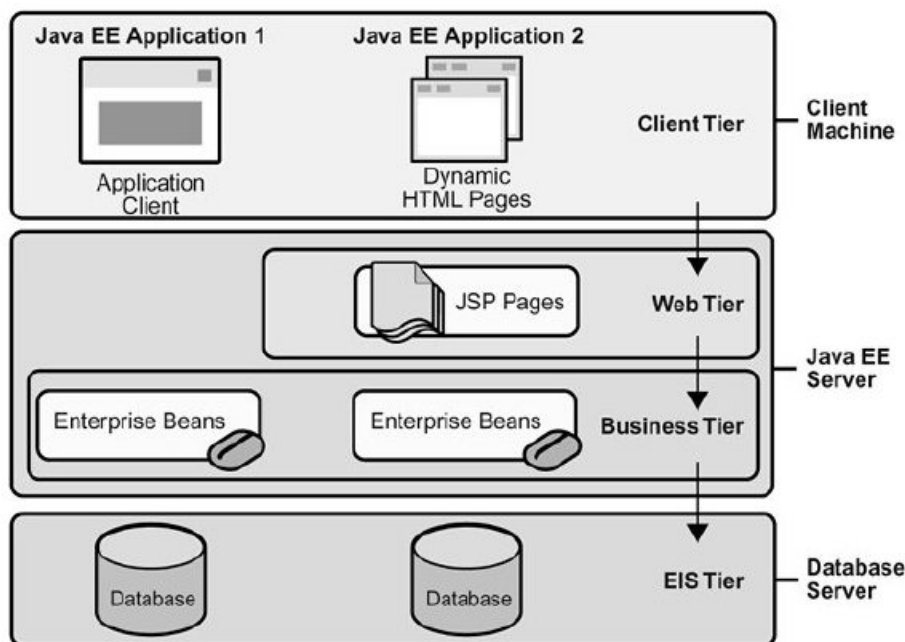 Java EE Application 1
Java EE Application 2
Application
Client
Dynamic
HTML Pages
Client Tier
Client
Machine
JSP Pages
Web Tier
Java EE
Server
Enterprise Beans
Enterprise Beans
Business Tier
Database
Database
EIS Tier
Database
Server